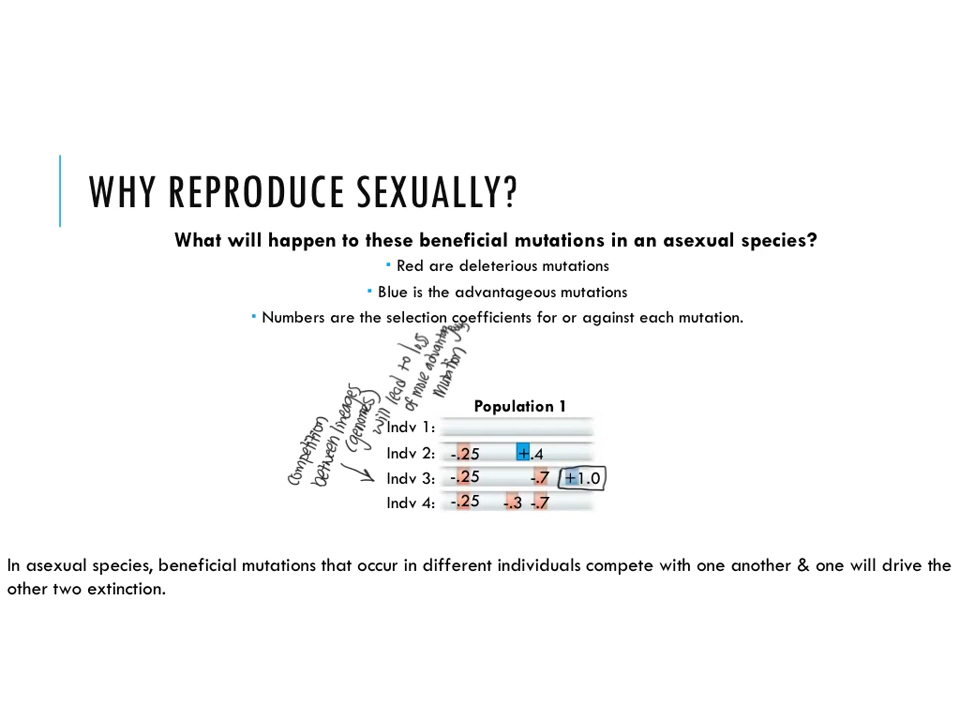 WHY REPRODUCE SEXUALLY?
What will happen to these beneficial mutations in an asexual species?
▪ Red are deleterious mutations
▪ Blue is the advantageous mutations
▪ Numbers are the selection coefficients for or against each mutation.
Competition
between lineages
(genomes)
will lead to loss
of more advantag
mutation
Population 1
Indv 1:
Indv 2: -.25 +.4
Indv 3: -.25 -.7 +1.0
Indv 4: -.25 -.3 -.7
In asexual species, beneficial mutations that occur in different individuals compete with one another & one will drive the
other two extinction.